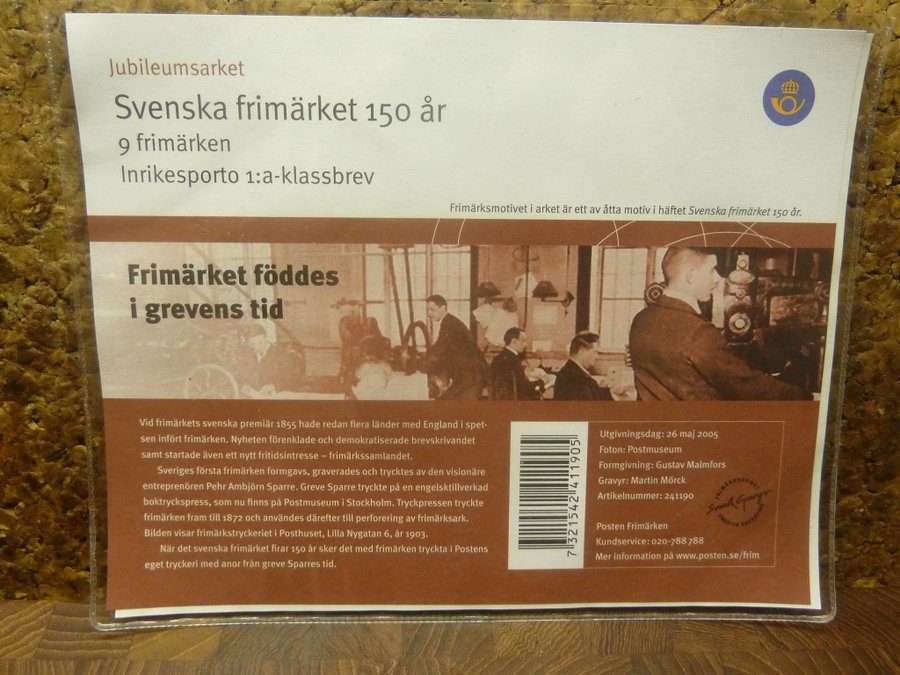 Jubileumsarket
Svenska frimärket 150 år
9 frimärken
Inrikesporto 1:a-klassbrev
Frimärksmotivet i arket är ett av åtta motiv i häftet Svenska frimärket 150 år.
Frimärket föddes
i grevens tid
Vid frimärkets svenska premiär 1855 hade redan flera länder med England i spet-
sen infört frimärken. Nyheten förenklade och demokratiserade brevskrivandet
samt startade även ett nytt fritidsintresse – frimärkssamlandet.
Sveriges första frimärken formgavs, graverades och trycktes av den visionäre
entreprenören Pehr Ambjörn Sparre. Greve Sparre tryckte på en engelsktillverkad
boktryckspress, som nu finns på Postmuseum i Stockholm. Tryckpressen tryckte
frimärken fram till 1872 och användes därefter till perforering av frimärksark.
Bilden visar frimärkstryckeriet i Posthuset, Lilla Nygatan 6, år 1903.
När det svenska frimärket firar 150 år sker det med frimärken tryckta i Postens
eget tryckeri med anor från greve Sparres tid.
7 321542 411905
Utgivningsdag: 26 maj 2005
Foton: Postmuseum
Formgivning: Gustav Malmfors
Gravyr: Martin Mörck
Artikelnummer: 241190
Posten Frimärken
Kundservice: 020-788 788
Mer information på www.posten.se/frim
Svensk Gravyr